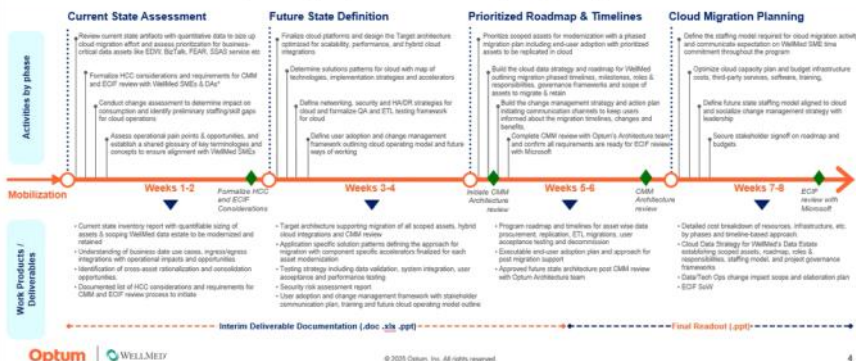 Current State Assessment
Future State Definition
Prioritized Roadmap & Timelines
Cloud Migration Planning
Activities by phase
Review current state artifacts with quantitative data to size up
cloud migration effort and assess prioritization for business-
critical data assets like EDW, BizTalk, FEAR, SSAS service etc
Formalize HCC considerations and requirements for CMM
and ECIF review with WellMed SMEs & DAs*
Conduct change assessment to determine impact on
consumption and identify preliminary staffing/skill gaps
for cloud operations
Assess operational pain points & opportunities, and
establish a shared glossary of key terminologies and
concepts to ensure alignment with WellMed SMEs
Finalize cloud platforms and design the Target architecture
optimized for scalability, performance, and hybrid cloud
integrations
Determine solutions patterns for cloud with map of
technologies, implementation strategies and accelerators
Define networking, security and HA/DR strategies for
cloud and formalize QA and ETL testing framework for
cloud
Define user adoption and change management
framework outlining cloud operating model and future
ways of working
Prioritize scoped assets for modernization with a phased
migration plan including end-user adoption with prioritized
assets to be replicated in cloud
Build the cloud data strategy and roadmap for WellMed
outlining migration phased timelines, milestones, roles &
responsibilities, governance frameworks and scope of
assets to migrate & retain
Build the change management strategy and action plan
initiating communication channels to keep users
informed about the migration timelines, changes and
benefits.
Complete CMM review with Optum's Architecture team
and confirm all requirements are ready for ECIF review
with Microsoft
Define the staffing model required for cloud migration activity
and communicate expectation on WellMed SME time
commitment throughout the program
Optimize cloud capacity plan and budget infrastructure
costs, third-party services, software, training,
Define future state staffing model aligned to cloud
and socialize change management strategy with
leadership
Secure stakeholder signoff on roadmap and
budgets
Mobilization
Weeks 1-2
Formalize HCC
and ECIF
Considerations
Weeks 3-4
Initiate CMM
Architecture
review
Weeks 5-6
CMM
Architecture
review
Weeks 7-8
ECIF
review with
Microsoft
Work Products /
Deliverables
• Current state inventory report with quantifiable sizing of
assets & scoping WellMed data estate to be modernized and
retained
• Understanding of business date use cases, ingress/egress
integrations with operational impacts and opportunities
• Identification of cross-asset rationalization and consolidation
opportunities.
• Documented list of HCC considerations and requirements for
CMM and ECIF review process to initiate
• Target architecture supporting migration of all scoped assets, hybrid
cloud integrations and CMM review
• Application specific solution patterns defining the approach for
migration with component specific accelerators finalized for each
asset modernization
• Testing strategy including data validation, system integration, user
acceptance and performance testing
• Security risk assessment report
• User adoption and change management framework with stakeholder
communication plan, training and future cloud operating model outline
• Program roadmap and timelines for asset wise data
procurement, replication, ETL migrations, user
acceptance testing and decommission
• Executable end-user adoption plan and approach for
post migration support
• Approved future state architecture post CMM review
with Optum Architecture team
• Detailed cost breakdown of resources, infrastructure, etc.
by phases and timeline-based approach.
• Cloud Data Strategy for WellMed's Data Estate
establishing scoped assets, roadmap, roles &
responsibilities, staffing model, and project governance
frameworks
• Data/Tech Ops change impact scope and elaboration plan
• ECIF SoW
Interim Deliverable Documentation (.doc .xls .ppt)
Final Readout (.ppt)
Optum
WELLMED
© 2025 Optum, Inc. All rights reserved.
4